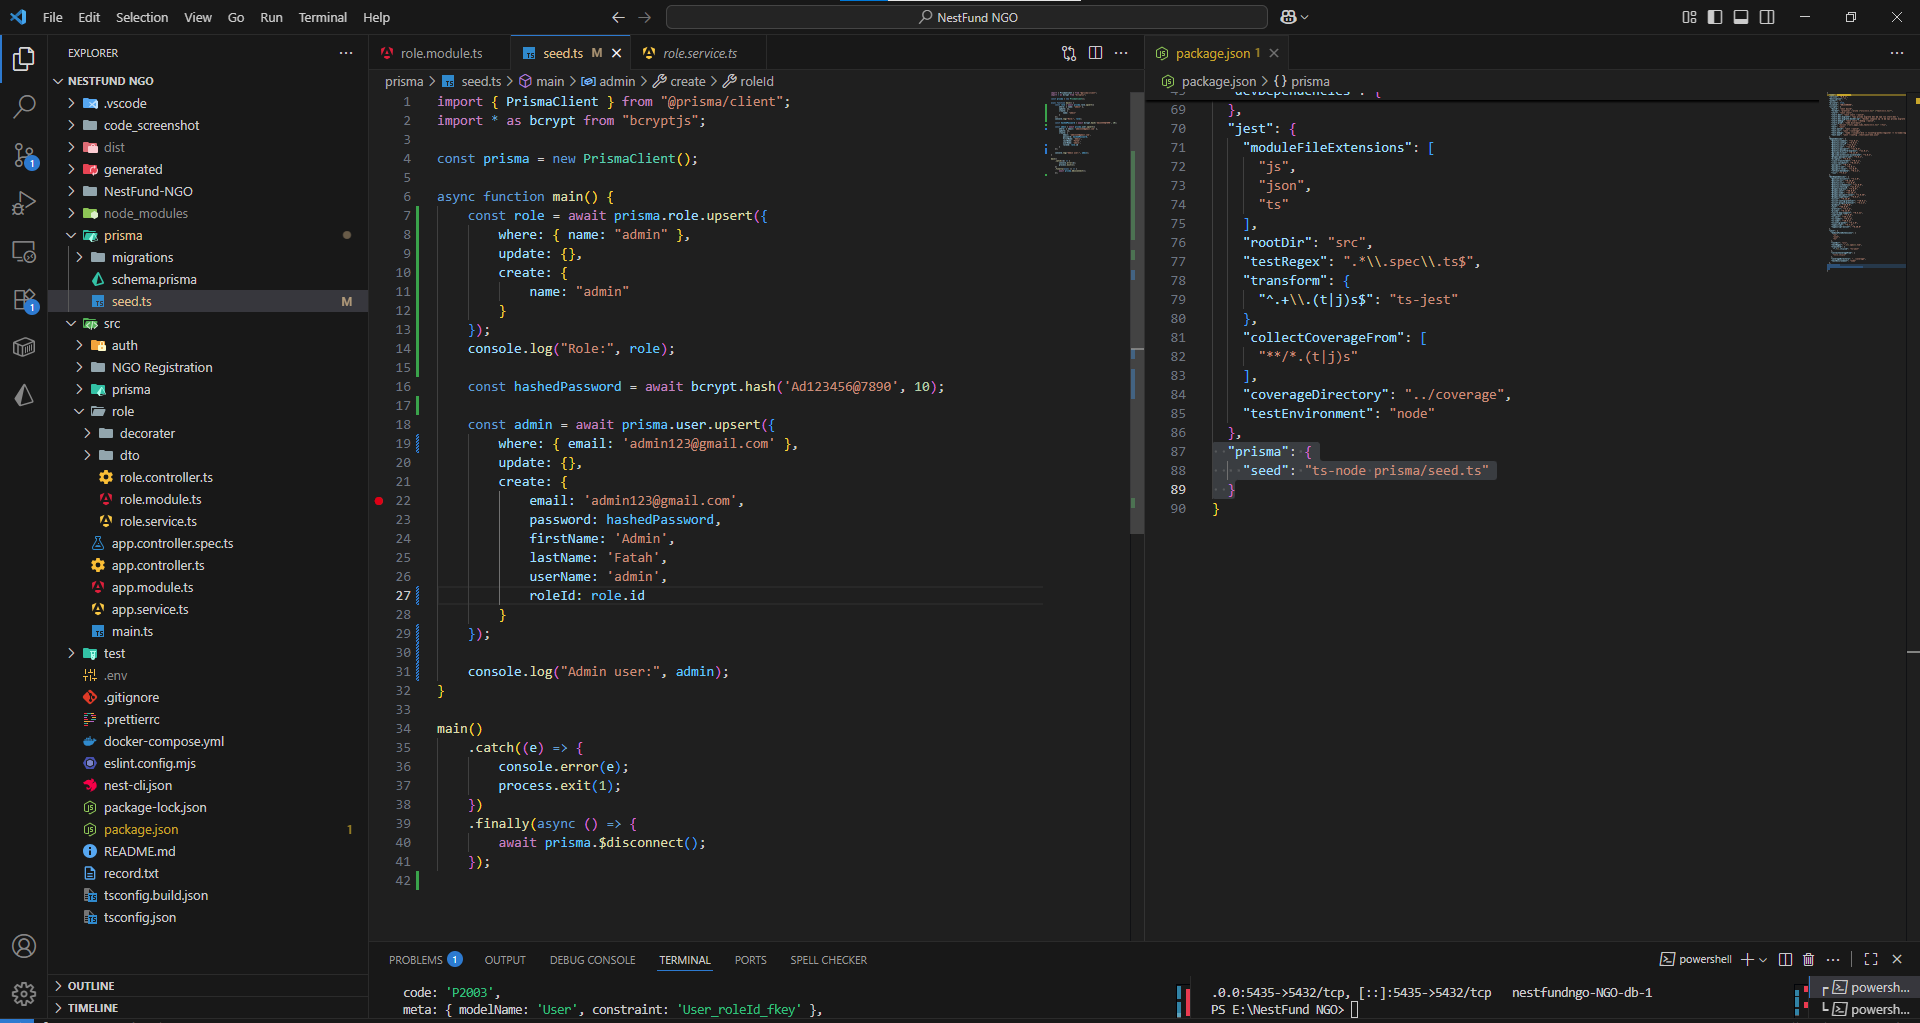 File Edit Selection View Go Run Terminal Help
NestFund NGO
EXPLORER
NESTFUND NGO
.vscode
code_screenshot
dist
generated
NestFund-NGO
node_modules
prisma
migrations
schema.prisma
seed.ts M
src
auth
NGO Registration
prisma
role
decorater
dto
role.controller.ts
role.module.ts
role.service.ts
app.controller.spec.ts
app.controller.ts
app.module.ts
app.service.ts
main.ts
test
.env
.gitignore
.prettierrc
docker-compose.yml
eslint.config.mjs
nest-cli.json
package-lock.json
package.json 1
README.md
record.txt
tsconfig.build.json
tsconfig.json
OUTLINE
TIMELINE
role.module.ts seed.ts M role.service.ts
prisma > seed.ts > main > admin > create > roleId
1 import { PrismaClient } from "@prisma/client";
2 import * as bcrypt from "bcryptjs";
3
4 const prisma = new PrismaClient();
5
6 async function main() {
7 const role = await prisma.role.upsert({
8 where: { name: "admin" },
9 update: {},
10 create: {
11 name: "admin"
12 }
13 });
14 console.log("Role:", role);
15
16 const hashedPassword = await bcrypt.hash('Ad123456@7890', 10);
17
18 const admin = await prisma.user.upsert({
19 where: { email: 'admin123@gmail.com' },
20 update: {},
21 create: {
22 email: 'admin123@gmail.com',
23 password: hashedPassword,
24 firstName: 'Admin',
25 lastName: 'Fatah',
26 userName: 'admin',
27 roleId: role.id
28 }
29 });
30
31 console.log("Admin user:", admin);
32 }
33
34 main()
35 .catch((e) => {
36 console.error(e);
37 process.exit(1);
38 })
39 .finally(async () => {
40 await prisma.$disconnect();
41 });
42
package.json 1
package.json > {} prisma
"devDependencies": {
69 },
70 "jest": {
71 "moduleFileExtensions": [
72 "js",
73 "json",
74 "ts"
75 ],
76 "rootDir": "src",
77 "testRegex": ".*\\.spec\\.ts$",
78 "transform": {
79 "^.+\\.(t|j)s$": "ts-jest"
80 },
81 "collectCoverageFrom": [
82 "**/*.(t|j)s"
83 ],
84 "coverageDirectory": "../coverage",
85 "testEnvironment": "node"
86 },
87 "prisma": {
88 "seed": "ts-node prisma/seed.ts"
89 }
90 }
PROBLEMS 1 OUTPUT DEBUG CONSOLE TERMINAL PORTS SPELL CHECKER
powershell
code: 'P2003',
meta: { modelName: 'User', constraint: 'User_roleId_fkey' },
.0.0:5435->5432/tcp, [::]:5435->5432/tcp nestfundngo-NGO-db-1
PS E:\NestFund NGO>
powersh...
powersh...